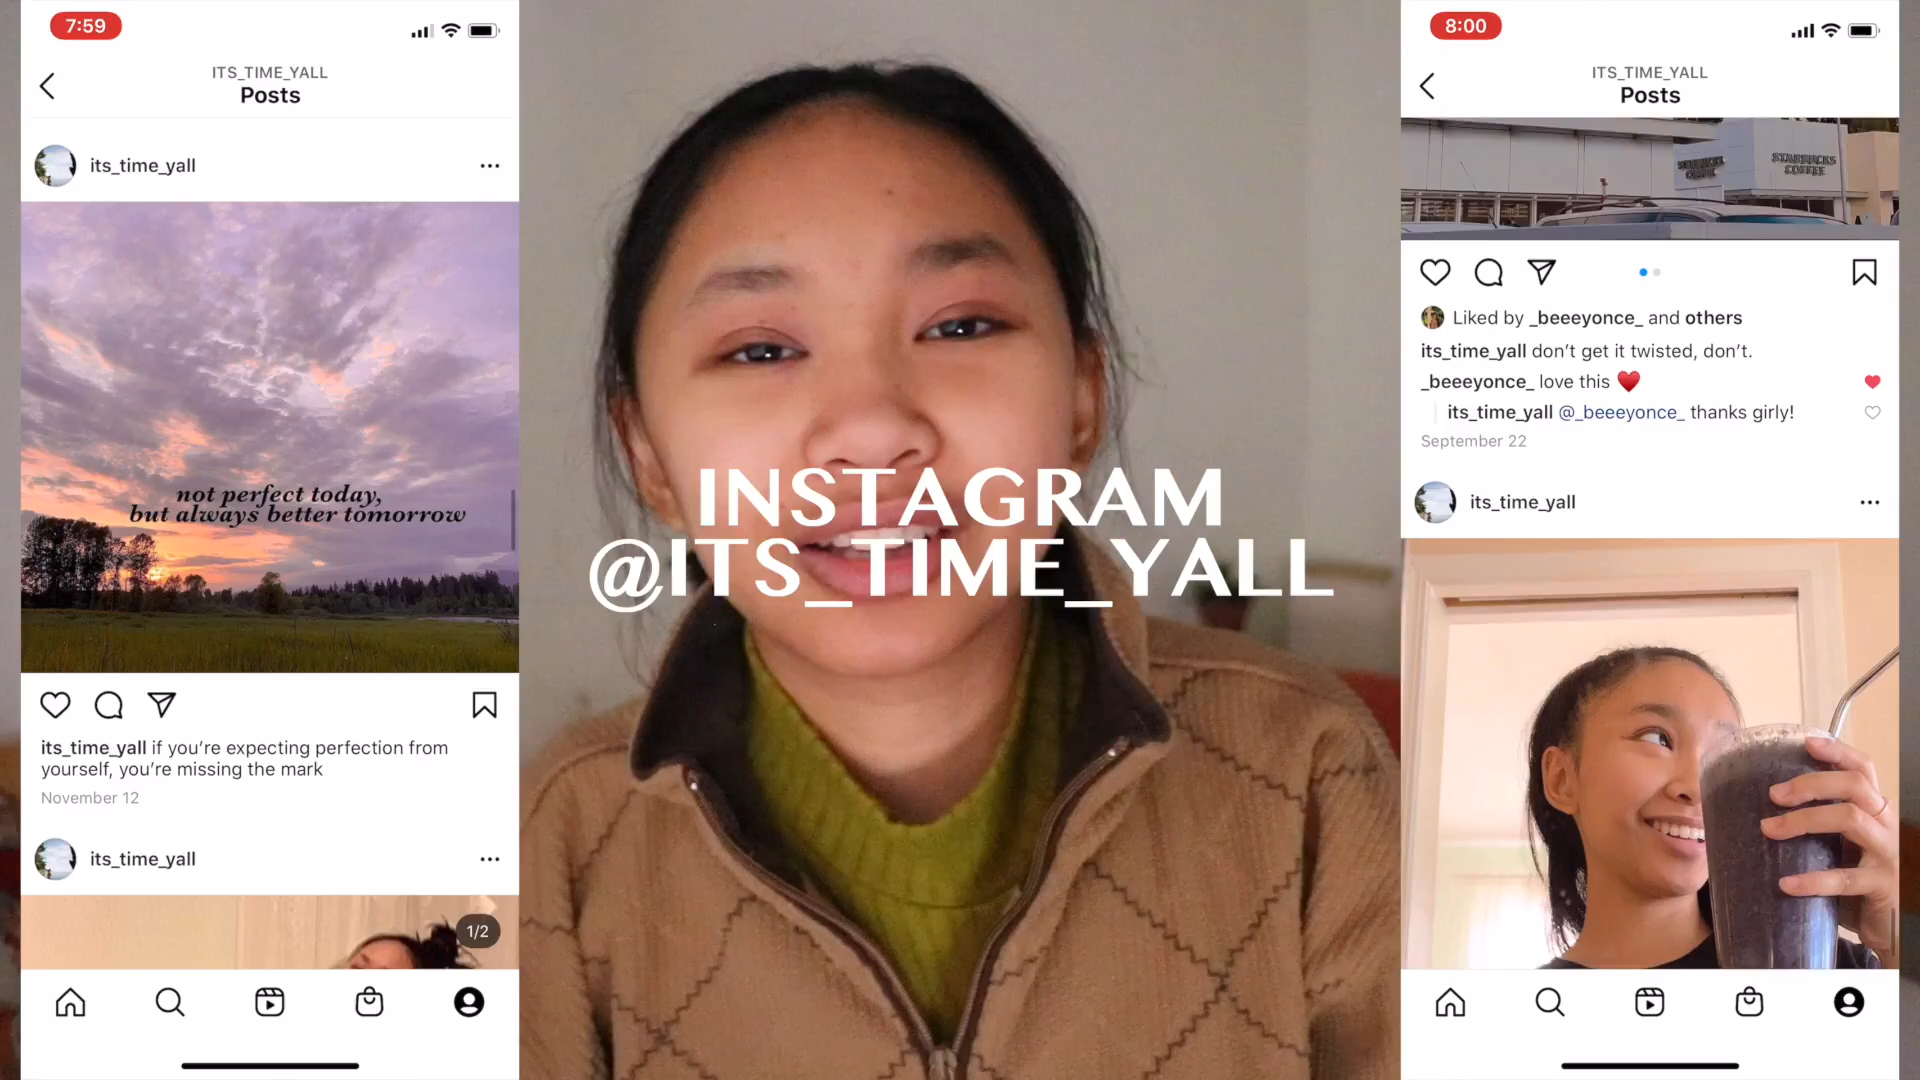 7:59
ITS_TIME_YALL
Posts
its_time_yall
not perfect today,
but always better tomorrow
its_time_yall if you're expecting perfection from
yourself, you're missing the mark
November 12
its_time_yall
1/2
INSTAGRAM
@ITS_TIME_YALL
8:00
ITS_TIME_YALL
Posts
STARBUCKS
COFFEE
Liked by _beeeyonce_ and others
its_time_yall don't get it twisted, don't.
_beeeyonce_ love this ❤️
its_time_yall @_beeeyonce_ thanks girly!
September 22
its_time_yall